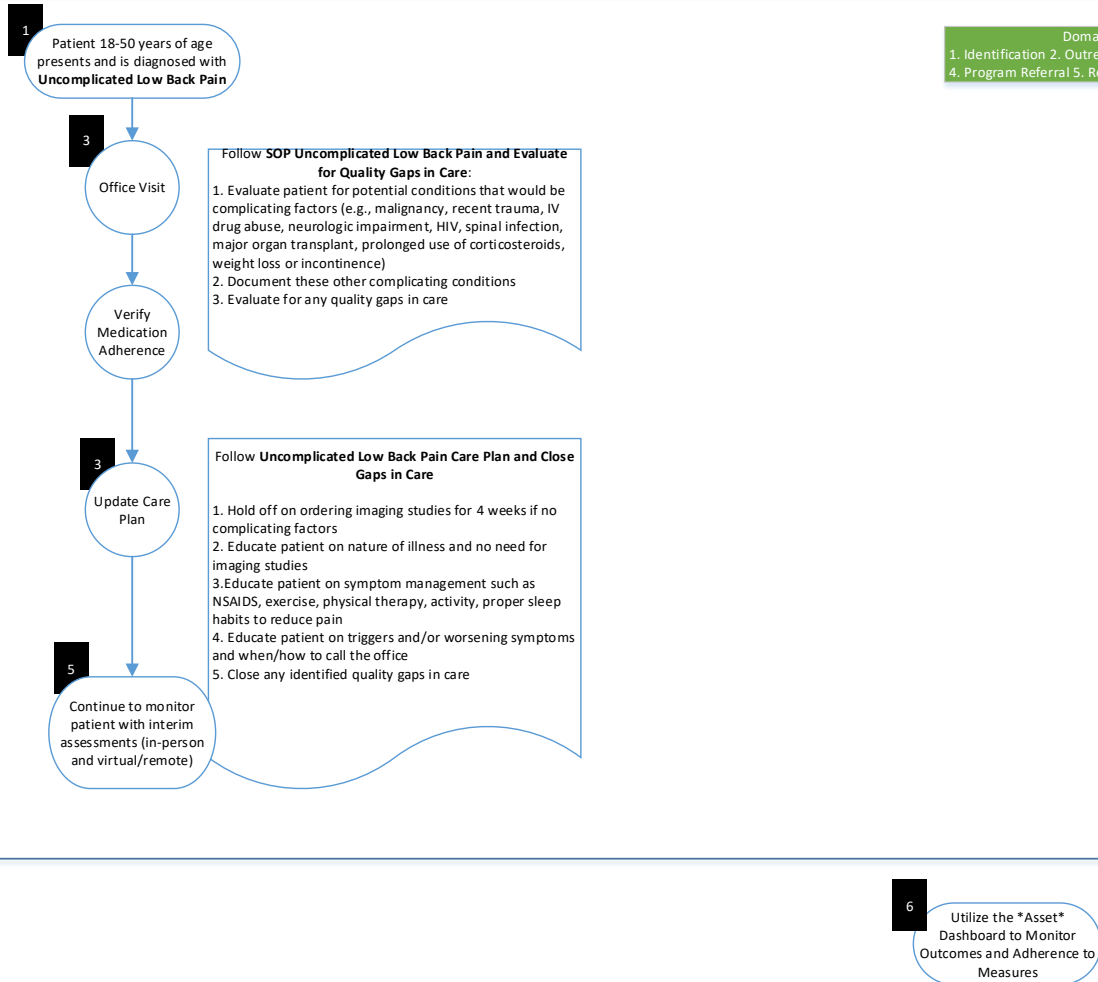 1
Patient 18-50 years of age
presents and is diagnosed with
Uncomplicated Low Back Pain
Doma
1. Identification 2. Outre
4. Program Referral 5. R
3
Office Visit
Follow SOP Uncomplicated Low Back Pain and Evaluate
for Quality Gaps in Care:
1. Evaluate patient for potential conditions that would be
complicating factors (e.g., malignancy, recent trauma, IV
drug abuse, neurologic impairment, HIV, spinal infection,
major organ transplant, prolonged use of corticosteroids,
weight loss or incontinence)
2. Document these other complicating conditions
3. Evaluate for any quality gaps in care
Verify
Medication
Adherence
3
Update Care
Plan
Follow Uncomplicated Low Back Pain Care Plan and Close
Gaps in Care
1. Hold off on ordering imaging studies for 4 weeks if no
complicating factors
2. Educate patient on nature of illness and no need for
imaging studies
3.Educate patient on symptom management such as
NSAIDS, exercise, physical therapy, activity, proper sleep
habits to reduce pain
4. Educate patient on triggers and/or worsening symptoms
and when/how to call the office
5. Close any identified quality gaps in care
5
Continue to monitor
patient with interim
assessments (in-person
and virtual/remote)
6
Utilize the *Asset*
Dashboard to Monitor
Outcomes and Adherence to
Measures